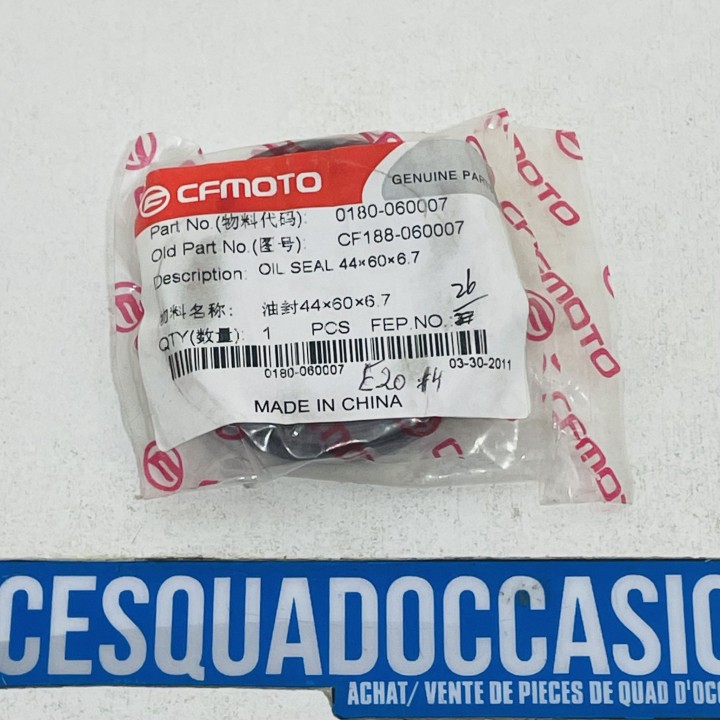 CFMOTO
GENUINE PAR
Part No.(物料代码): 0180-060007
Old Part No.(图号): CF188-060007
Description: OIL SEAL 44×60×6.7
物料名称: 油封44×60×6.7
26
QTY(数量): 1 PCS FEP.NO.:
0180-060007
03-30-2011
E20 #4
MADE IN CHINA
CFMOTO
CESQUADOCCASIO
ACHAT/ VENTE DE PIECES DE QUAD D'OCC